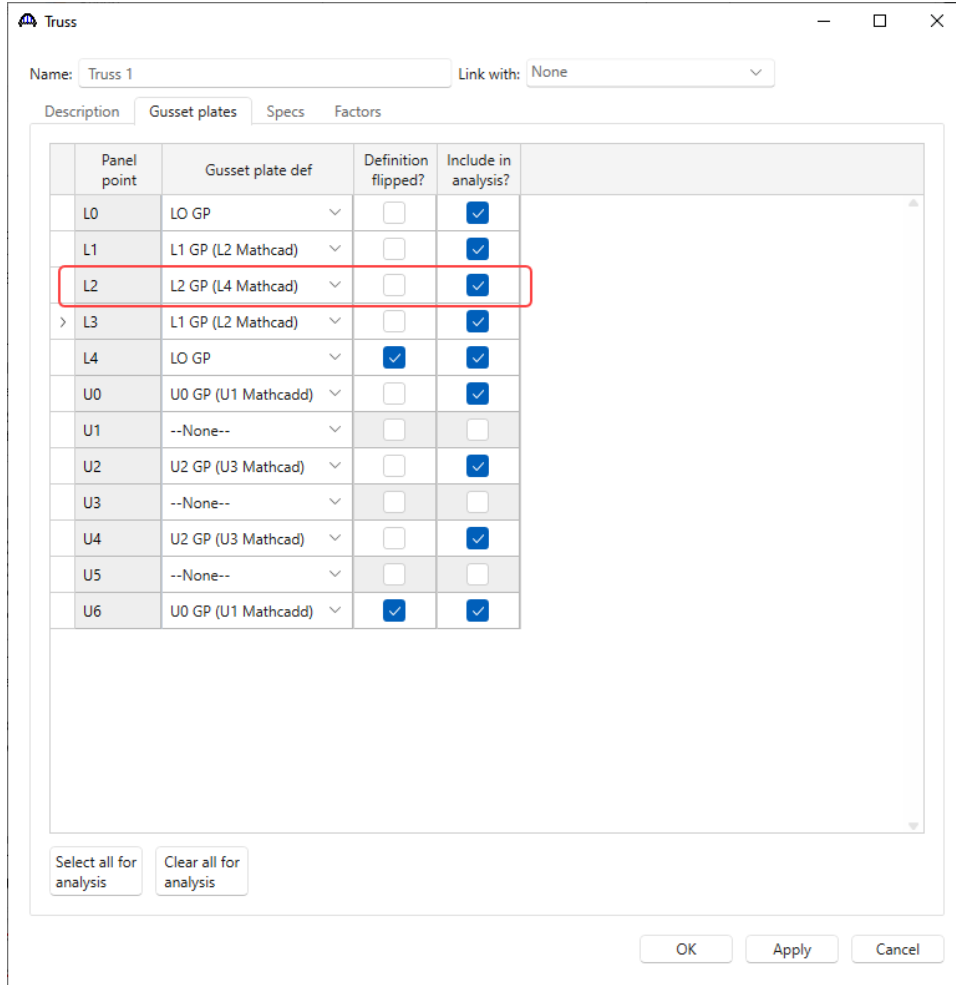 Truss
Name: Truss 1 Link with: None
Description Gusset plates Specs Factors
Panel point Gusset plate def Definition flipped? Include in analysis?
L0 LO GP
L1 L1 GP (L2 Mathcad)
L2 L2 GP (L4 Mathcad)
L3 L1 GP (L2 Mathcad)
L4 LO GP
U0 U0 GP (U1 Mathcadd)
U1 --None--
U2 U2 GP (U3 Mathcad)
U3 --None--
U4 U2 GP (U3 Mathcad)
U5 --None--
U6 U0 GP (U1 Mathcadd)
Select all for analysis Clear all for analysis
OK Apply Cancel